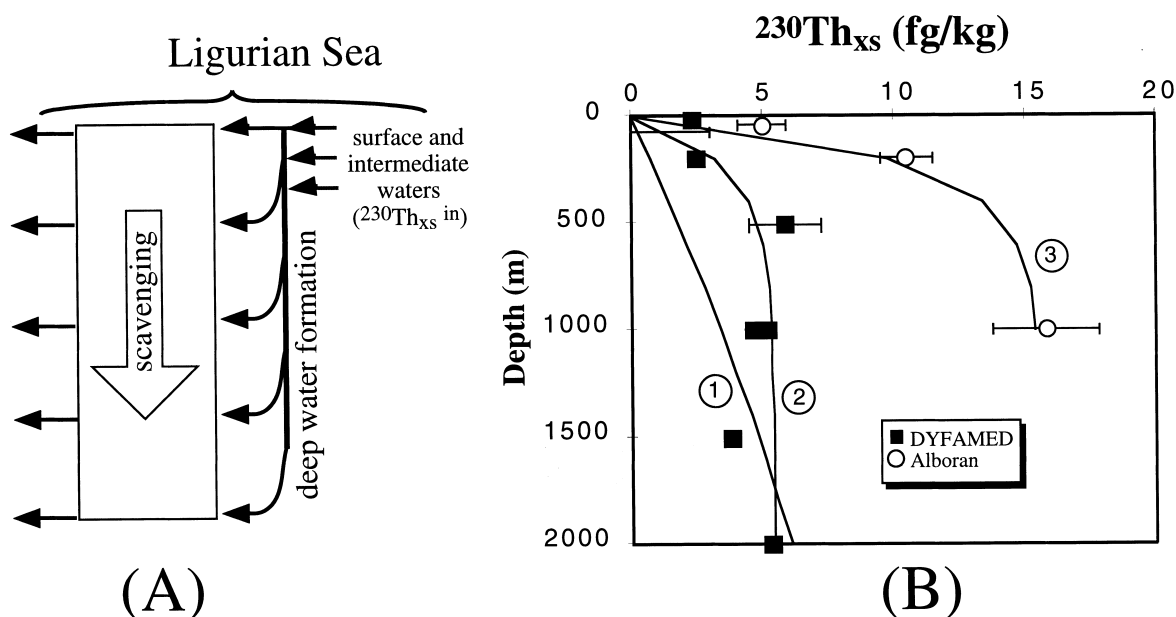 Ligurian Sea
surface and
intermediate
waters
(²³⁰Thxs in)
scavenging
deep water formation
(A)
²³⁰Thxs (fg/kg)
0 5 10 15 20
Depth (m)
0
500
1000
1500
2000
1
2
3
DYFAMED
Alboran
(B)